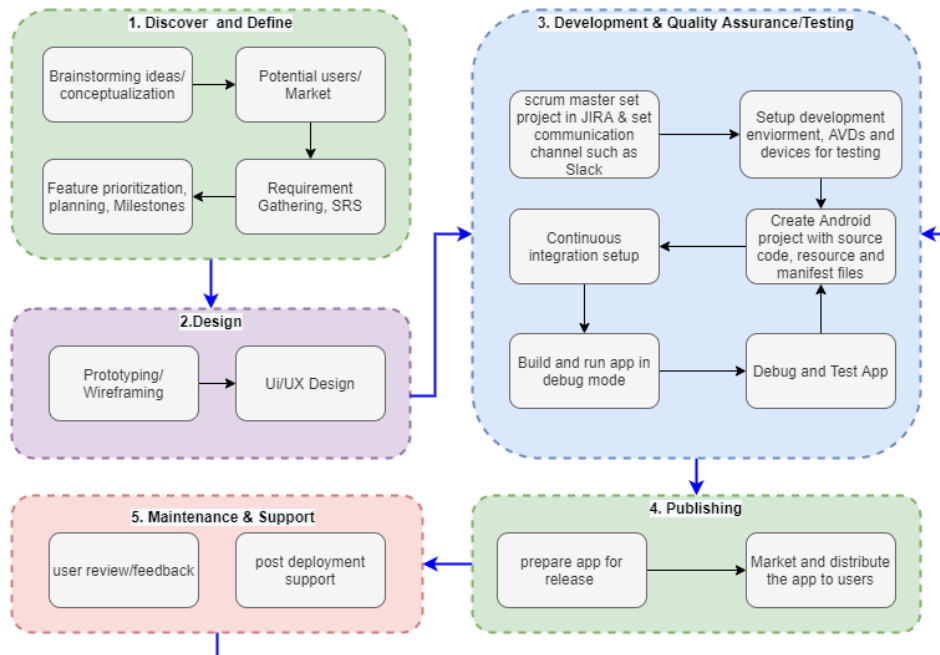 1. Discover and Define
Brainstorming ideas/
conceptualization
Potential users/
Market
Feature prioritization,
planning, Milestones
Requirement
Gathering, SRS
2.Design
Prototyping/
Wireframing
Ui/UX Design
3. Development & Quality Assurance/Testing
scrum master set
project in JIRA & set
communication
channel such as
Slack
Setup development
enviorment, AVDs and
devices for testing
Continuous
integration setup
Create Android
project with source
code, resource and
manifest files
Build and run app in
debug mode
Debug and Test App
4. Publishing
prepare app for
release
Market and distribute
the app to users
5. Maintenance & Support
user review/feedback
post deployment
support